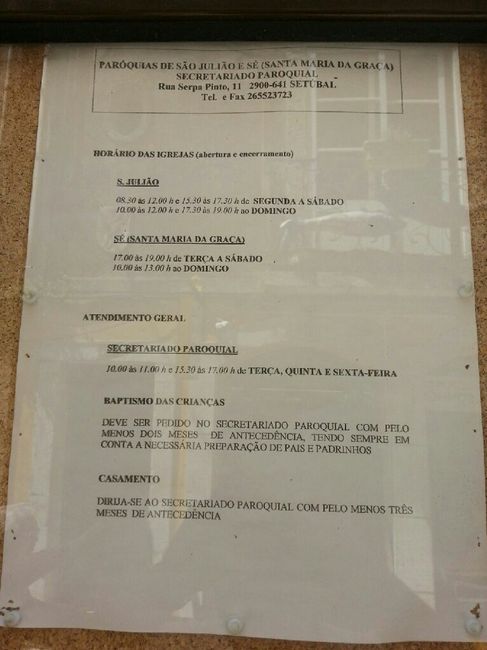 PARÓQUIAS DE SÃO JULIÃO E SÉ (SANTA MARIA DA GRAÇA)
SECRETARIADO PAROQUIAL
Rua Serpa Pinto, 11 2900-641 SETÚBAL
Tel. e Fax 265523723
HORÁRIO DAS IGREJAS (abertura e encerramento)
S. JULIÃO
08.30 às 12.00 h e 15.30 às 17.30 h de SEGUNDA A SÁBADO
10.00 às 12.00 h e 17.30 às 19.00 h ao DOMINGO
SÉ (SANTA MARIA DA GRAÇA)
17.00 às 19.00 h de TERÇA A SÁBADO
10.00 às 13.00 h ao DOMINGO
ATENDIMENTO GERAL
SECRETARIADO PAROQUIAL
10.00 às 11.00 h e 15.30 às 17.00 h de TERÇA, QUINTA E SEXTA-FEIRA
BAPTISMO DAS CRIANÇAS
DEVE SER PEDIDO NO SECRETARIADO PAROQUIAL COM PELO
MENOS DOIS MESES DE ANTECEDÊNCIA, TENDO SEMPRE EM
CONTA A NECESSÁRIA PREPARAÇÃO DE PAIS E PADRINHOS
CASAMENTO
DIRIJA-SE AO SECRETARIADO PAROQUIAL COM PELO MENOS TRÊS
MESES DE ANTECEDÊNCIA